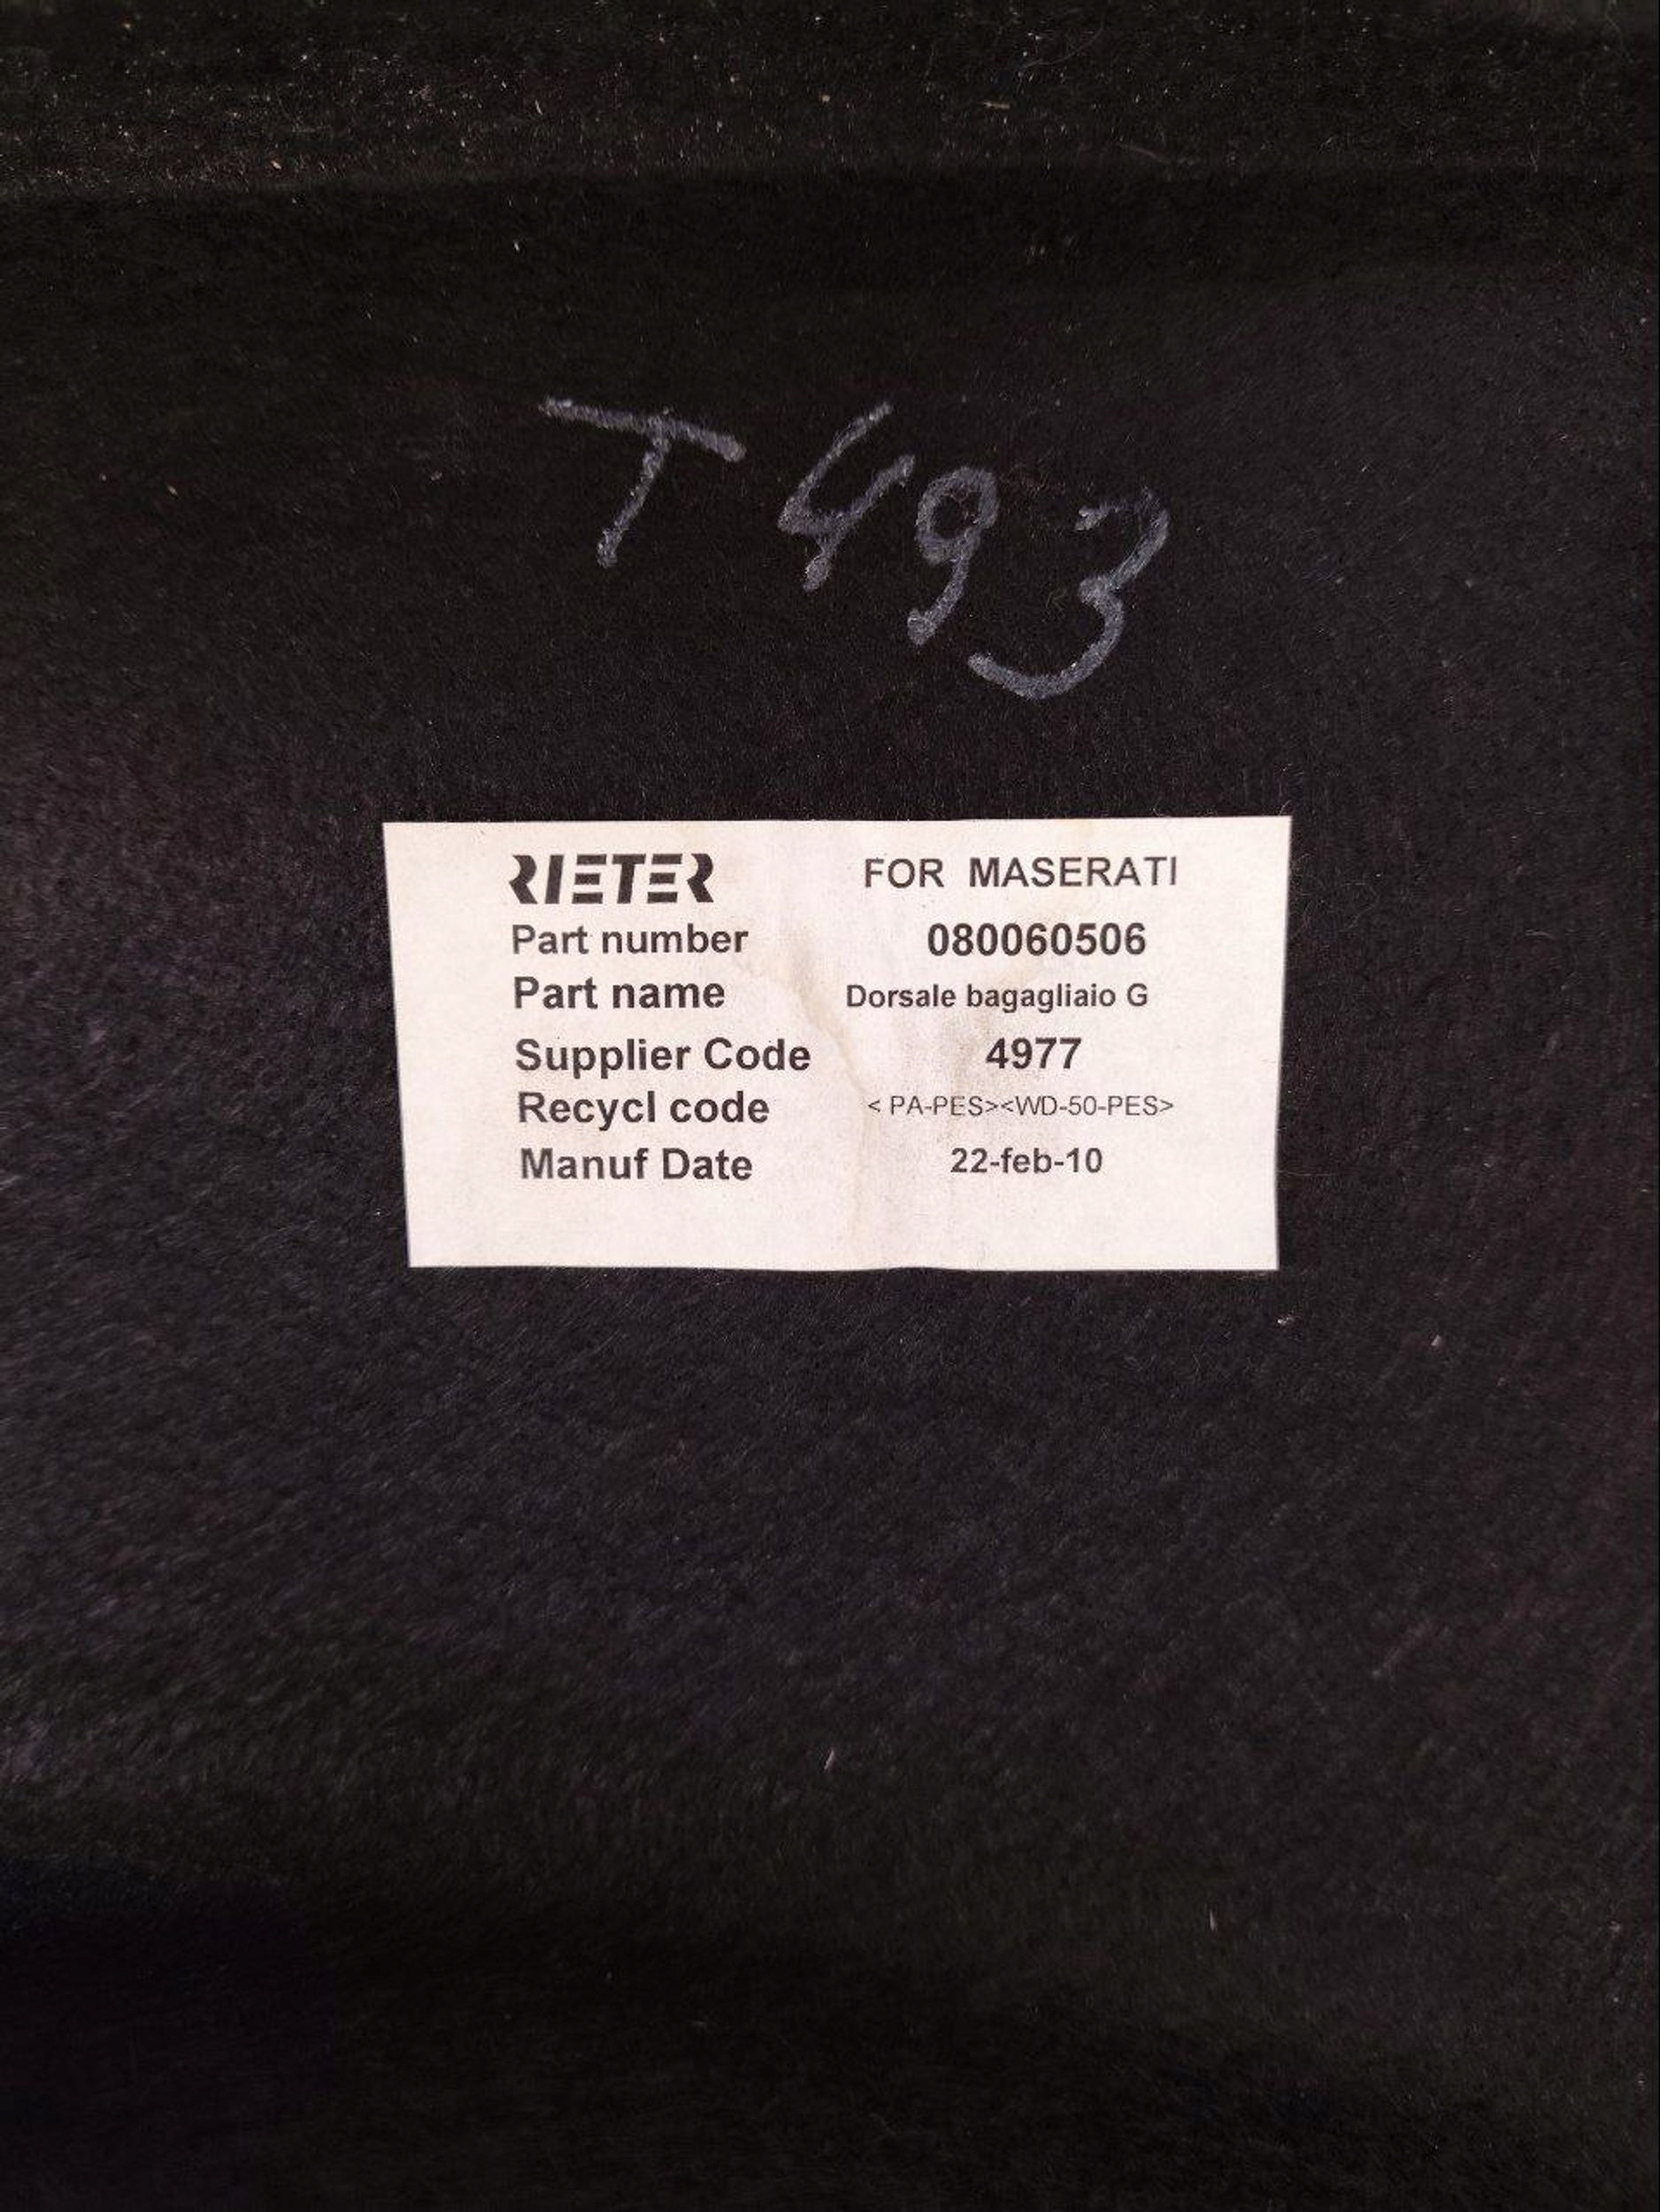 T493
RIETER FOR MASERATI
Part number 080060506
Part name Dorsale bagagliaio G
Supplier Code 4977
Recycl code < PA-PES><WD-50-PES>
Manuf Date 22-feb-10